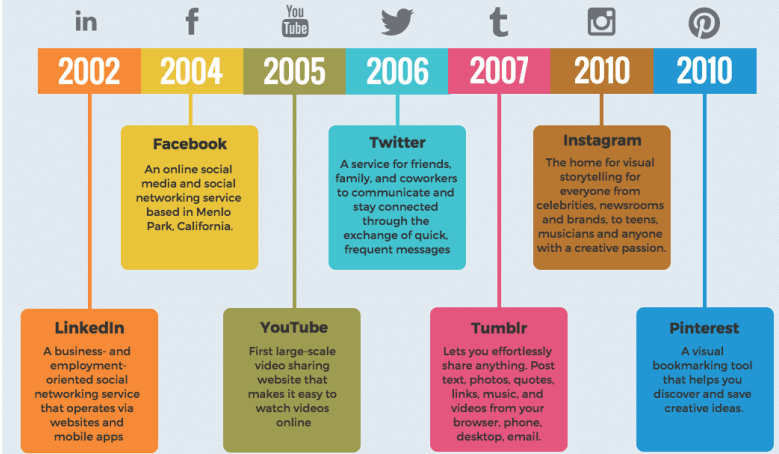 in
f
You
Tube
t
2002
2004
2005
2006
2007
2010
2010
Facebook
An online social
media and social
networking service
based in Menlo
Park, California.
Twitter
A service for friends,
family, and coworkers
to communicate and
stay connected
through the
exchange of quick,
frequent messages
Instagram
The home for visual
storytelling for
everyone from
celebrities, newsrooms
and brands, to teens,
musicians and anyone
with a creative passion.
LinkedIn
A business- and
employment-
oriented social
networking service
that operates via
websites and
mobile apps
YouTube
First large-scale
video sharing
website that
makes it easy to
watch videos
online
Tumblr
Lets you effortlessly
share anything. Post
text, photos, quotes,
links, music, and
videos from your
browser, phone,
desktop, email.
Pinterest
A visual
bookmarking tool
that helps you
discover and save
creative ideas.